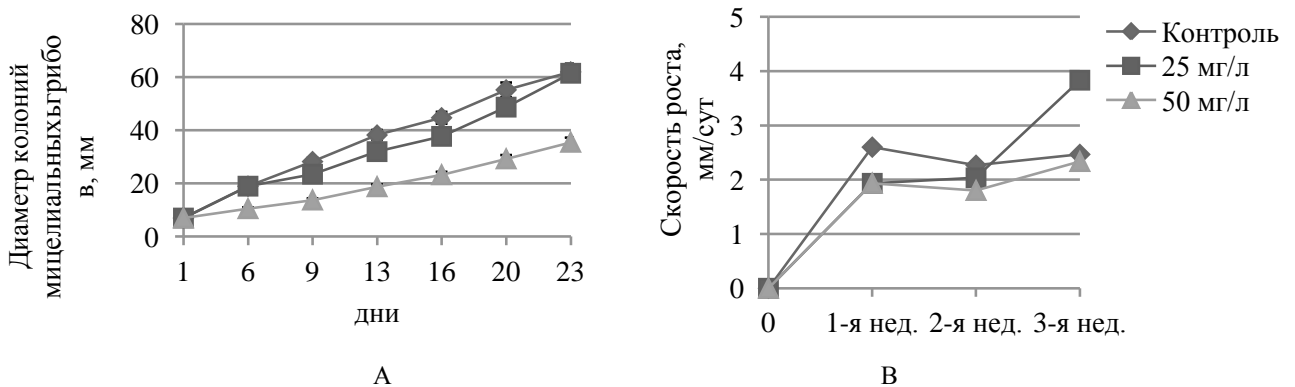 Диаметр колоний
мицелиальныхьгрибо
в, мм
80
60
40
20
0
1 6 9 13 16 20 23
дни
А
Скорость роста,
мм/сут
5
4
3
2
1
0
0 1-я нед. 2-я нед. 3-я нед.
В
Контроль
25 мг/л
50 мг/л